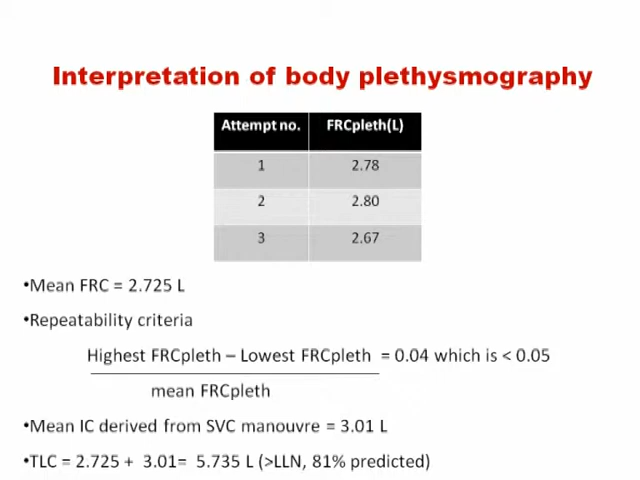 Interpretation of body plethysmography
Attempt no. FRCpleth(L)
1 2.78
2 2.80
3 2.67
•Mean FRC = 2.725 L
•Repeatability criteria
Highest FRCpleth – Lowest FRCpleth = 0.04 which is < 0.05
mean FRCpleth
•Mean IC derived from SVC manouvre = 3.01 L
•TLC = 2.725 + 3.01= 5.735 L (>LLN, 81% predicted)